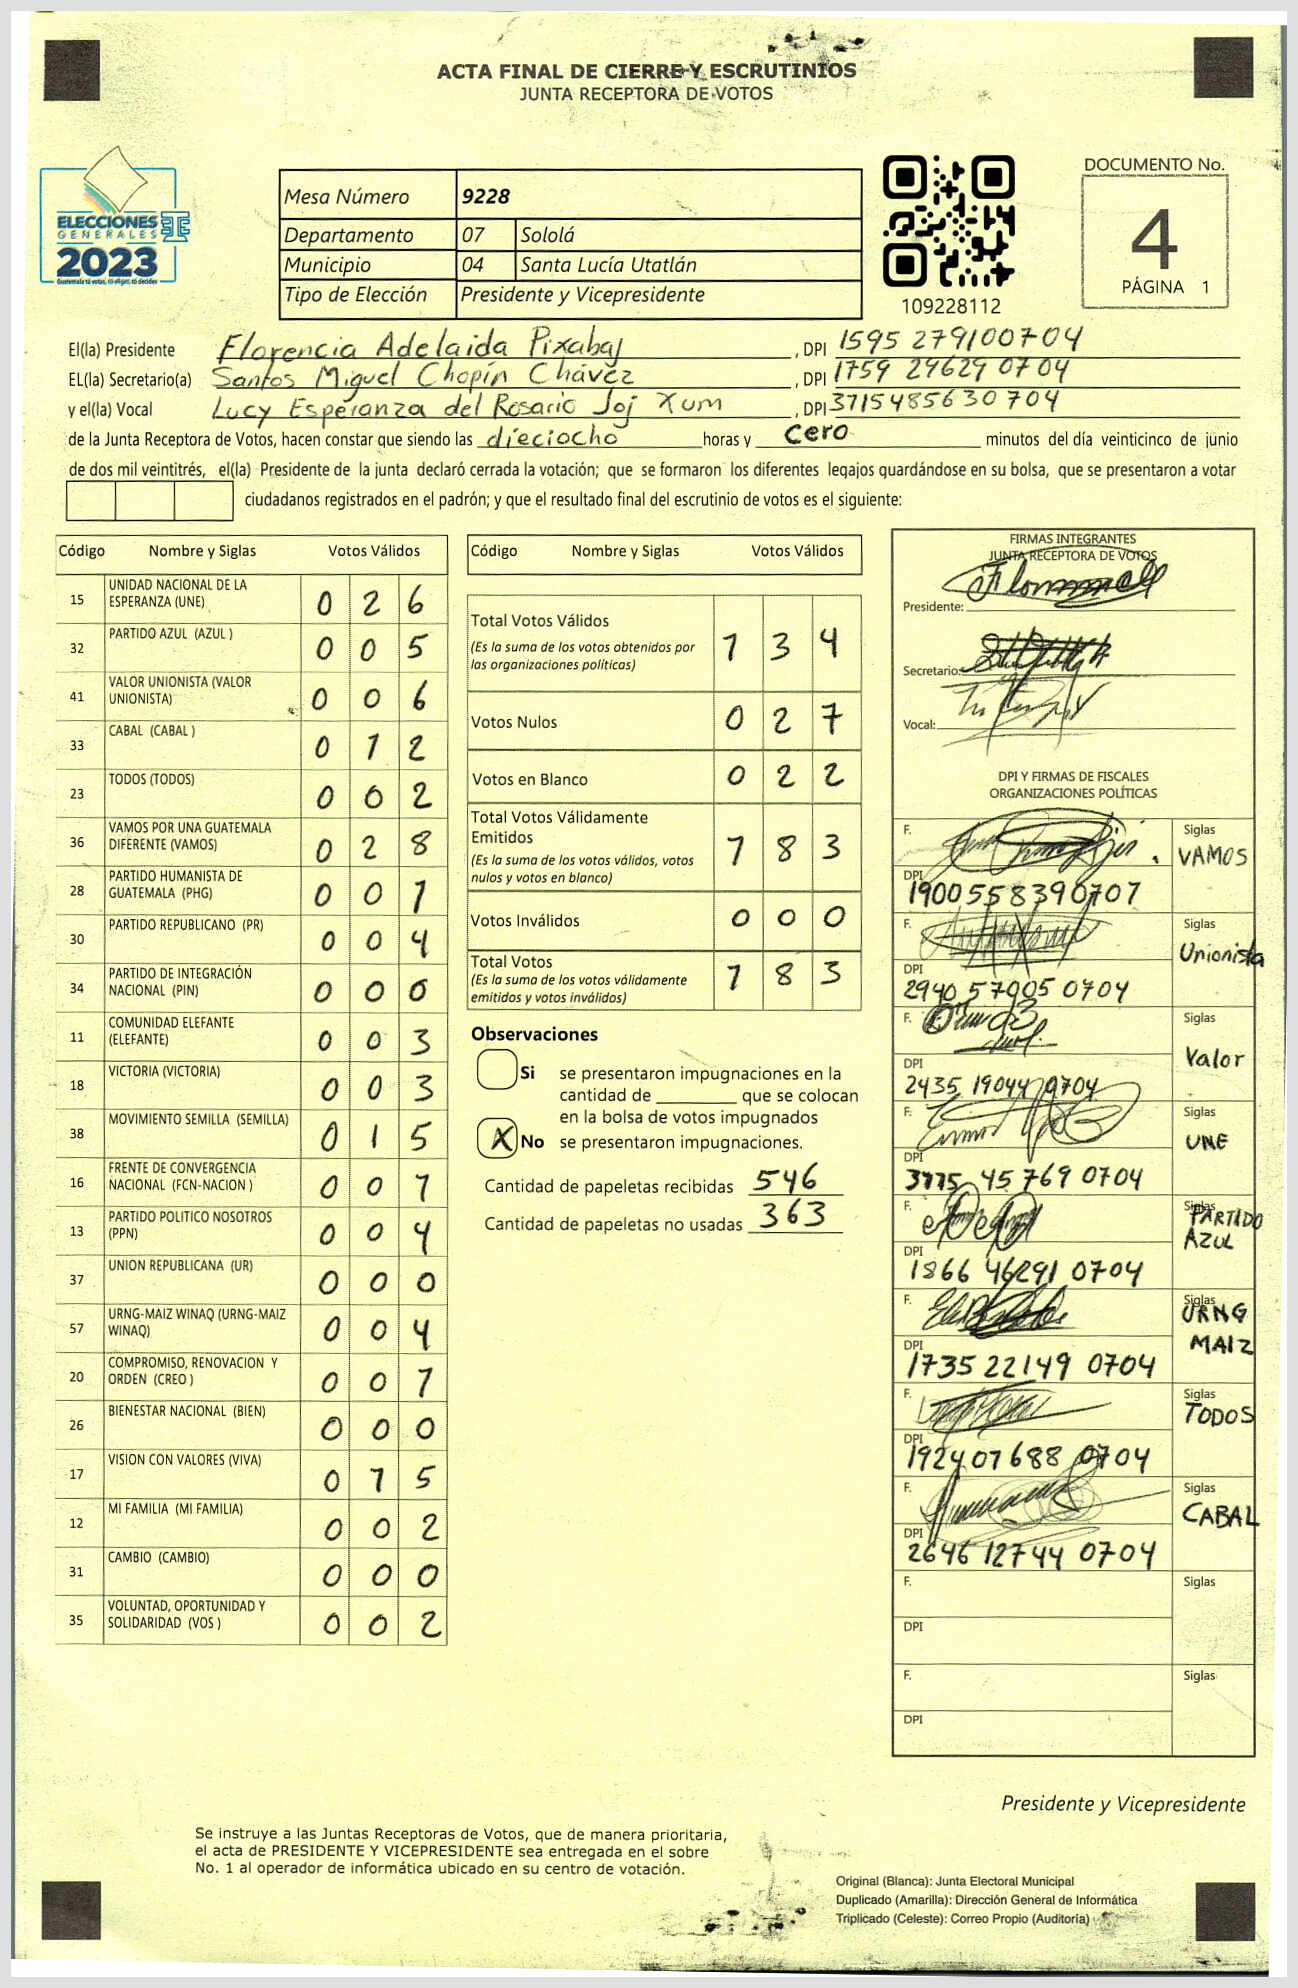 ACTA FINAL DE CIERRE Y ESCRUTINIOS
JUNTA RECEPTORA DE VOTOS
ELECCIONES
GENERALES
2023
Guatemala tú votas, tú eliges, tú decides
Mesa Número 9228
Departamento 07 Sololá
Municipio 04 Santa Lucía Utatlán
Tipo de Elección Presidente y Vicepresidente
109228112
DOCUMENTO No.
4
PÁGINA 1
El(la) Presidente Florencia Adelaida Pixabaj, DPI 1595 27910 0704
EL(la) Secretario(a) Santos Miguel Chopín Chávez, DPI 1759 29629 0704
y el(la) Vocal Lucy Esperanza del Rosario Joj Xum, DPI 3715485630704
de la Junta Receptora de Votos, hacen constar que siendo las dieciocho horas y cero minutos del día veinticinco de junio
de dos mil veintitrés, el(la) Presidente de la junta declaró cerrada la votación; que se formaron los diferentes legajos guardándose en su bolsa, que se presentaron a votar
ciudadanos registrados en el padrón; y que el resultado final del escrutinio de votos es el siguiente:
Código Nombre y Siglas Votos Válidos
15 UNIDAD NACIONAL DE LA ESPERANZA (UNE) 0 2 6
32 PARTIDO AZUL (AZUL ) 0 0 5
41 VALOR UNIONISTA (VALOR UNIONISTA) 0 0 6
33 CABAL (CABAL ) 0 1 2
23 TODOS (TODOS) 0 0 2
36 VAMOS POR UNA GUATEMALA DIFERENTE (VAMOS) 0 2 8
28 PARTIDO HUMANISTA DE GUATEMALA (PHG) 0 0 1
30 PARTIDO REPUBLICANO (PR) 0 0 4
34 PARTIDO DE INTEGRACIÓN NACIONAL (PIN) 0 0 0
11 COMUNIDAD ELEFANTE (ELEFANTE) 0 0 3
18 VICTORIA (VICTORIA) 0 0 3
38 MOVIMIENTO SEMILLA (SEMILLA) 0 1 5
16 FRENTE DE CONVERGENCIA NACIONAL (FCN-NACION ) 0 0 1
13 PARTIDO POLITICO NOSOTROS (PPN) 0 0 4
37 UNION REPUBLICANA (UR) 0 0 0
57 URNG-MAIZ WINAQ (URNG-MAIZ WINAQ) 0 0 4
20 COMPROMISO, RENOVACION Y ORDEN (CREO ) 0 0 1
26 BIENESTAR NACIONAL (BIEN) 0 0 0
17 VISION CON VALORES (VIVA) 0 1 5
12 MI FAMILIA (MI FAMILIA) 0 0 2
31 CAMBIO (CAMBIO) 0 0 0
35 VOLUNTAD, OPORTUNIDAD Y SOLIDARIDAD (VOS ) 0 0 2
Código Nombre y Siglas Votos Válidos
Total Votos Válidos 1 3 4
(Es la suma de los votos obtenidos por
las organizaciones políticas)
Votos Nulos 0 2 7
Votos en Blanco 0 2 2
Total Votos Válidamente
Emitidos 1 8 3
(Es la suma de los votos válidos, votos
nulos y votos en blanco)
Votos Inválidos 0 0 0
Total Votos 1 8 3
(Es la suma de los votos válidamente
emitidos y votos inválidos)
Observaciones
Si se presentaron impugnaciones en la
cantidad de ________ que se colocan
en la bolsa de votos impugnados
X No se presentaron impugnaciones.
Cantidad de papeletas recibidas 546
Cantidad de papeletas no usadas 363
FIRMAS INTEGRANTES
JUNTA RECEPTORA DE VOTOS
Presidente:
Secretario:
Vocal:
DPI Y FIRMAS DE FISCALES
ORGANIZACIONES POLÍTICAS
F. Siglas
VAMOS
DPI
1900558390707
F. Siglas
Unionista
DPI
2940 57005 0704
F. Siglas
Valor
DPI
2435 19044 0704
F. Siglas
UNE
DPI
45769 0704
F. Siglas
PARTIDO
AZUL
DPI
1866 46291 0704
F. Siglas
URNG
MAIZ
DPI
1735 22149 0704
F. Siglas
TODOS
DPI
1924 07688 0704
F. Siglas
CABAL
DPI
2646 12744 0704
F. Siglas
DPI
F. Siglas
DPI
Presidente y Vicepresidente
Se instruye a las Juntas Receptoras de Votos, que de manera prioritaria,
el acta de PRESIDENTE Y VICEPRESIDENTE sea entregada en el sobre
No. 1 al operador de informática ubicado en su centro de votación.
Original (Blanca): Junta Electoral Municipal
Duplicado (Amarilla): Dirección General de Informática
Triplicado (Celeste): Correo Propio (Auditoría)